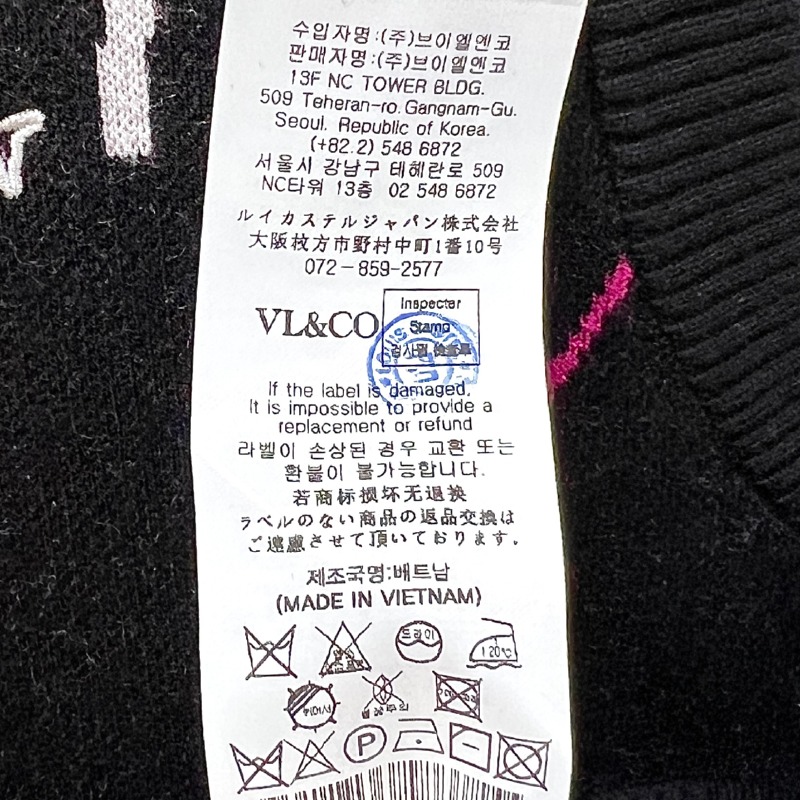 수입자명:(주)브이엘엔코
판매자명:(주)브이엘엔코
13F NC TOWER BLDG.
509 Teheran-ro. Gangnam-Gu.
Seoul. Republic of Korea.
(+82.2) 548 6872
서울시 강남구 테헤란로 509
NC타워 13층 02 548 6872
ルイカステルジャパン株式会社
大阪枚方市野村中町1番10号
072-859-2577
VL&CO
Inspecter
Stamp
If the label is damaged,
It is impossible to provide a
replacement or refund
라벨이 손상된 경우 교환 또는
환불이 불가능합니다.
若商标损坏无退换
ラベルのない商品の返品交換は
ご遠慮させて頂いております。
제조국명:배트남
(MADE IN VIETNAM)
드라이
120℃
P